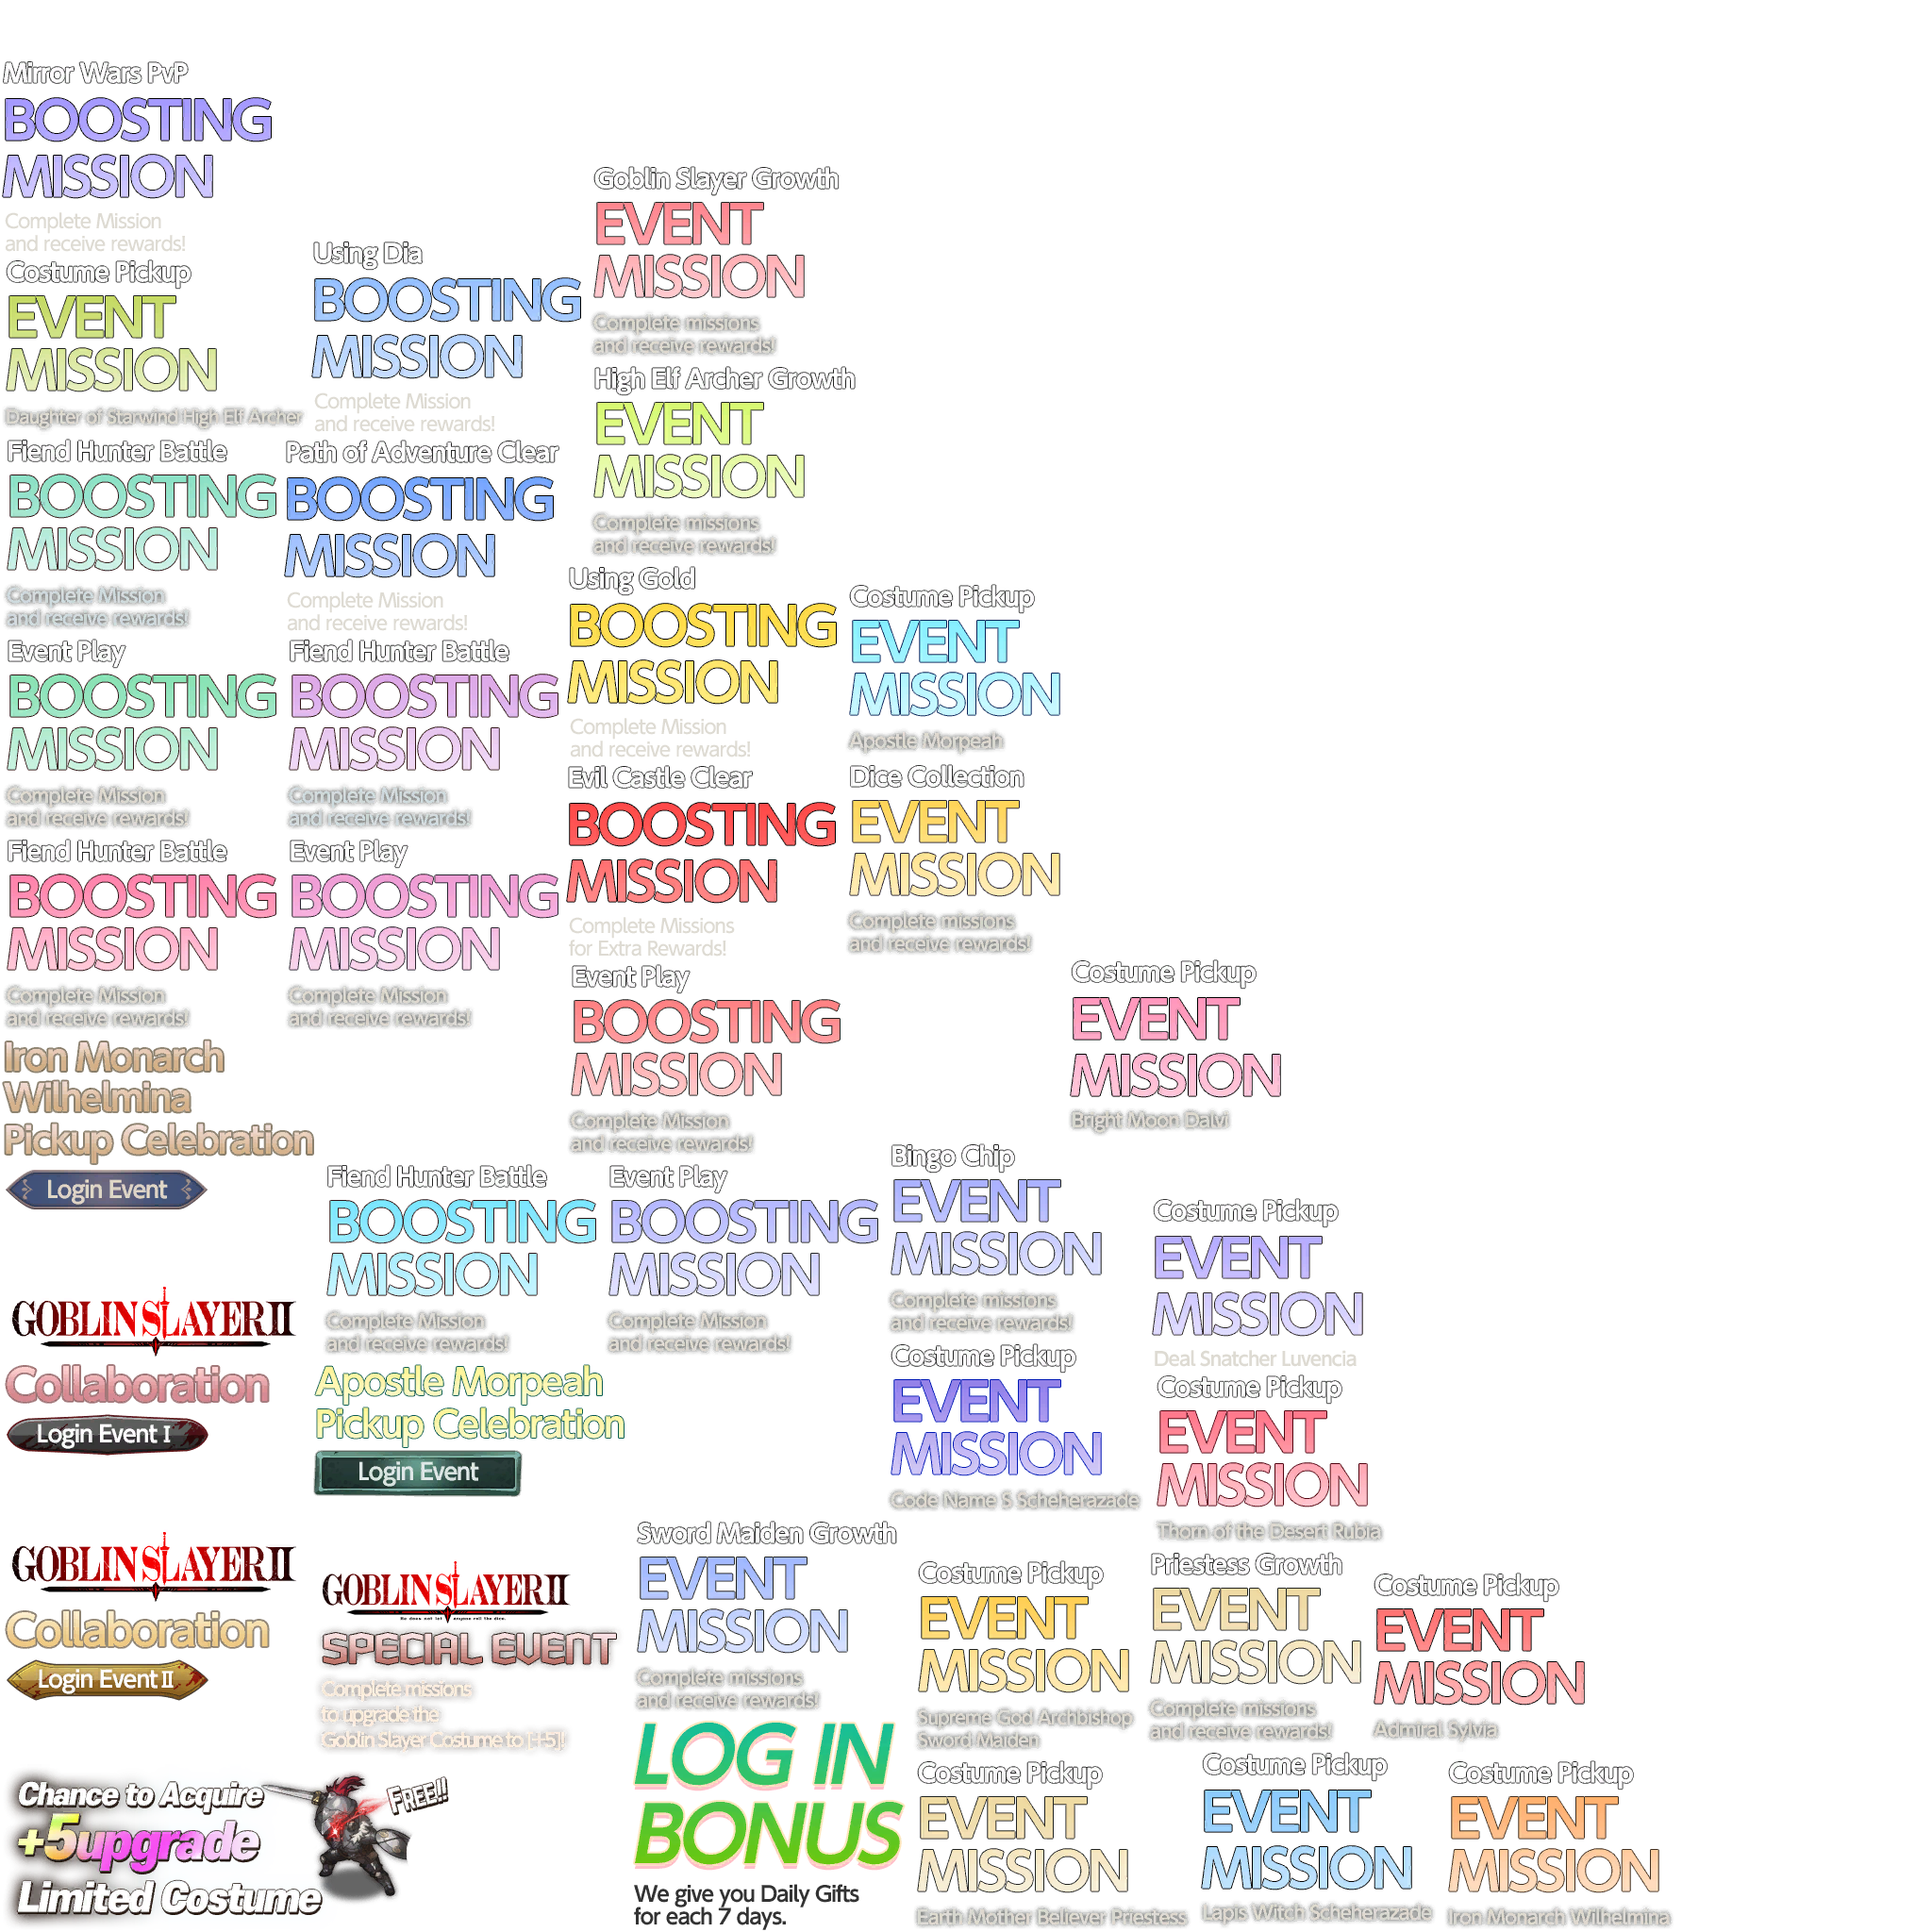 Mirror Wars PvP
BOOSTING
MISSION
Complete Mission
and receive rewards!
Costume Pickup
EVENT
MISSION
Daughter of Starwind High Elf Archer
Fiend Hunter Battle
BOOSTING
MISSION
Complete Mission
and receive rewards!
Event Play
BOOSTING
MISSION
Complete Mission
and receive rewards!
Fiend Hunter Battle
BOOSTING
MISSION
Complete Mission
and receive rewards!
Iron Monarch
Wilhelmina
Pickup Celebration
Login Event
GOBLIN SLAYER II
Collaboration
Login Event I
GOBLIN SLAYER II
Collaboration
Login Event II
Chance to Acquire
+5upgrade
Limited Costume
FREE!!
Using Dia
BOOSTING
MISSION
Complete Mission
and receive rewards!
Path of Adventure Clear
BOOSTING
MISSION
Complete Mission
and receive rewards!
Fiend Hunter Battle
BOOSTING
MISSION
Complete Mission
and receive rewards!
Event Play
BOOSTING
MISSION
Complete Mission
and receive rewards!
Fiend Hunter Battle
BOOSTING
MISSION
Complete Mission
and receive rewards!
Apostle Morpeah
Pickup Celebration
Login Event
GOBLIN SLAYER II
He does not let anyone roll the dice.
SPECIAL EVENT
Complete missions
to upgrade the
Goblin Slayer Costume to [+5]!
Goblin Slayer Growth
EVENT
MISSION
Complete missions
and receive rewards!
High Elf Archer Growth
EVENT
MISSION
Complete missions
and receive rewards!
Using Gold
BOOSTING
MISSION
Complete Mission
and receive rewards!
Evil Castle Clear
BOOSTING
MISSION
Complete Missions
for Extra Rewards!
Event Play
BOOSTING
MISSION
Complete Mission
and receive rewards!
Event Play
BOOSTING
MISSION
Complete Mission
and receive rewards!
Sword Maiden Growth
EVENT
MISSION
Complete missions
and receive rewards!
LOG IN
BONUS
We give you Daily Gifts
for each 7 days.
Costume Pickup
EVENT
MISSION
Apostle Morpeah
Dice Collection
EVENT
MISSION
Complete missions
and receive rewards!
Bingo Chip
EVENT
MISSION
Complete missions
and receive rewards!
Costume Pickup
EVENT
MISSION
Code Name S Scheherazade
Costume Pickup
EVENT
MISSION
Supreme God Archbishop
Sword Maiden
Costume Pickup
EVENT
MISSION
Earth Mother Believer Priestess
Costume Pickup
EVENT
MISSION
Bright Moon Dalvi
Costume Pickup
EVENT
MISSION
Deal Snatcher Luvencia
Costume Pickup
EVENT
MISSION
Thorn of the Desert Rubia
Priestess Growth
EVENT
MISSION
Complete missions
and receive rewards!
Costume Pickup
EVENT
MISSION
Lapis Witch Scheherazade
Costume Pickup
EVENT
MISSION
Admiral Sylvia
Costume Pickup
EVENT
MISSION
Iron Monarch Wilhelmina